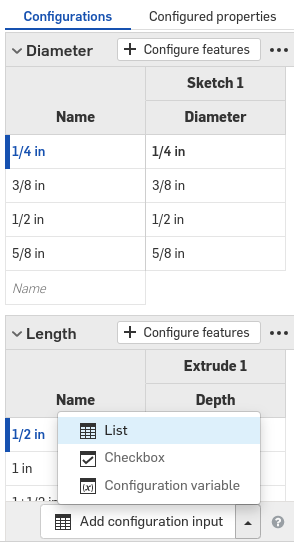 Configurations Configured properties
Diameter + Configure features •••
Sketch 1
Name Diameter
1/4 in 1/4 in
3/8 in 3/8 in
1/2 in 1/2 in
5/8 in 5/8 in
Name
Length + Configure features •••
Extrude 1
Name Depth
1/2 in
1 in
List
Checkbox
(x) Configuration variable
Add configuration input ?